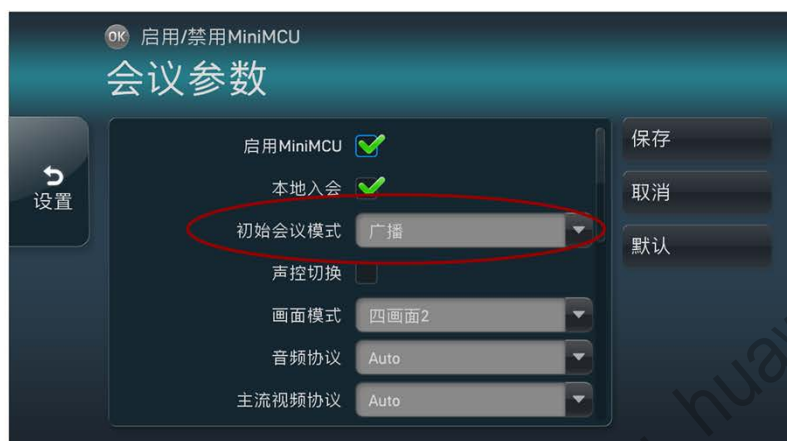 OK 启用/禁用MiniMCU
会议参数
设置
启用MiniMCU
本地入会
初始会议模式 广播
声控切换
画面模式 四画面2
音频协议 Auto
主流视频协议 Auto
保存
取消
默认